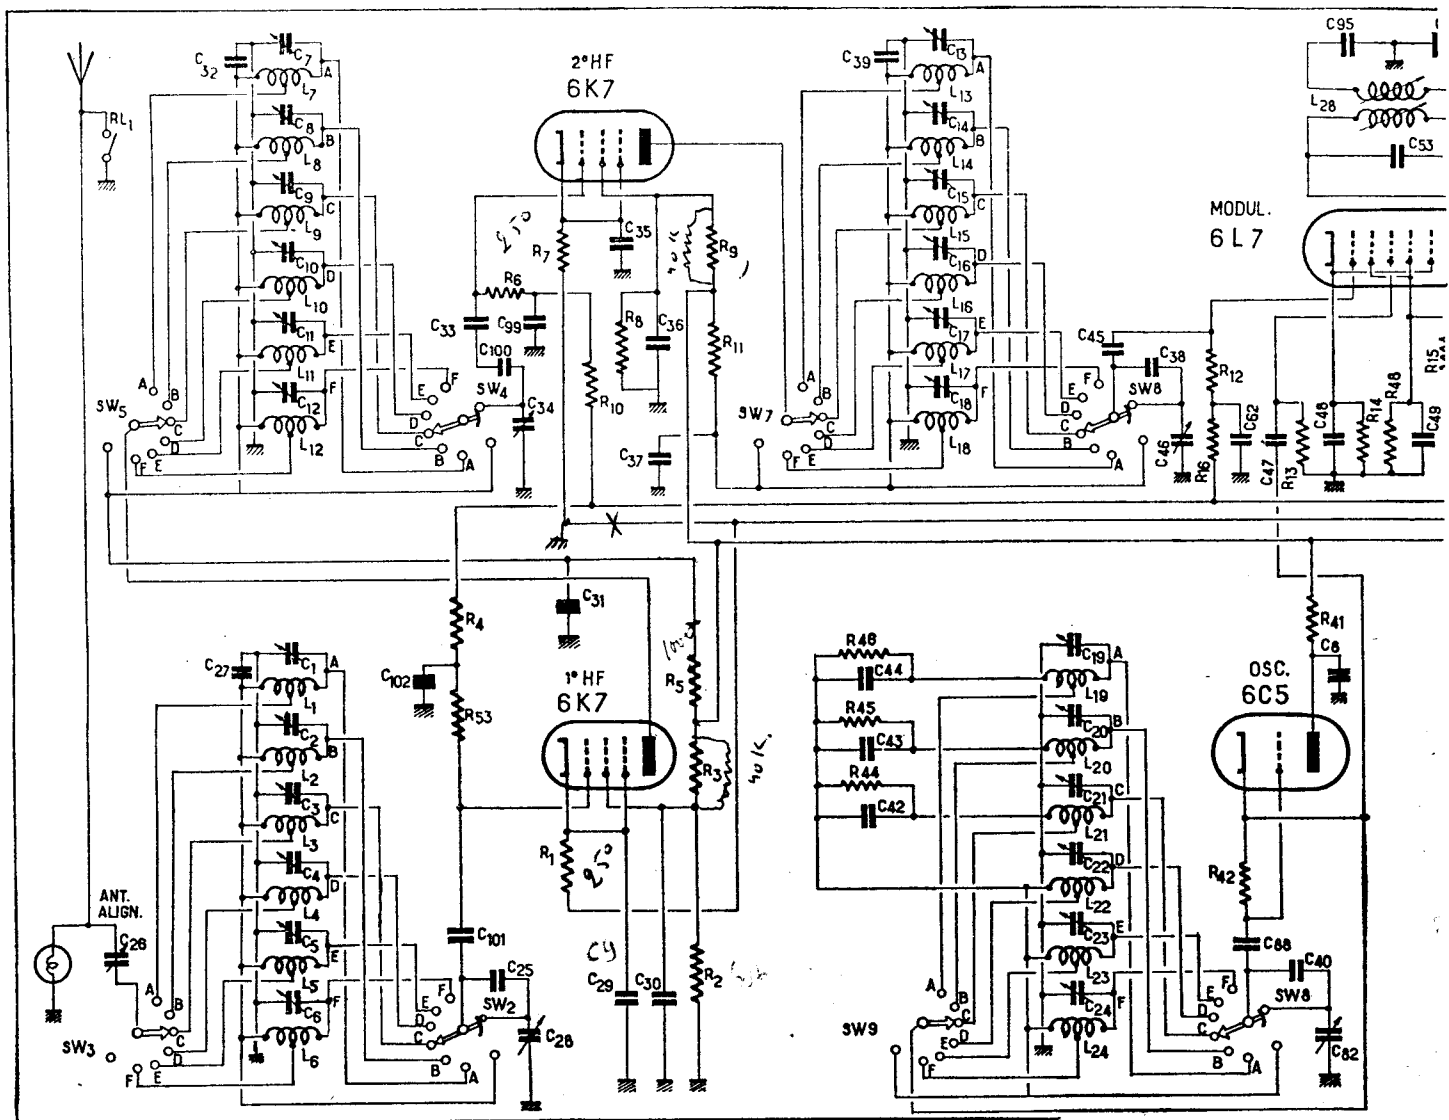 C95
C32
C7
A
L7
C8
B
L8
C9
C
L9
C10
D
L10
C11
E
L11
C12
F
L12
RL1
2°HF
6K7
C39
C13
A
L13
C14
B
L14
C15
C
L15
C16
D
L16
C17
E
L17
C18
F
L18
L28
C53
MODUL.
6L7
250
R7
C35
40K
R9
R6
C33
C99
C100
R8
C36
R11
R10
C37
C45
C38
R12
SW5
A
B
C
D
E
F
SW4
F
E
D
C
B
A
C34
SW7
A
B
C
D
E
F
SW8
F
E
D
C
B
A
C46
R16
C62
C47
R13
C48
R14
R48
R15
C49
X
R4
C31
C102
R53
1°HF
6K7
R5
R3
40K.
R1
250
C101
C29
C30
R2
C27
C1
A
L1
C2
B
L2
C3
C
L3
C4
D
L4
C5
E
L5
C6
F
L6
ANT.
ALIGN.
C26
SW3
A
B
C
D
E
F
C25
SW2
F
E
D
C
B
A
C28
R46
C44
R45
C43
R44
C42
C19
A
L19
C20
B
L20
C21
C
L21
C22
D
L22
C23
E
L23
C24
F
L24
R41
C8
OSC.
6C5
R42
C88
C40
SW9
A
B
C
D
E
F
SW8
F
E
D
C
B
A
C82